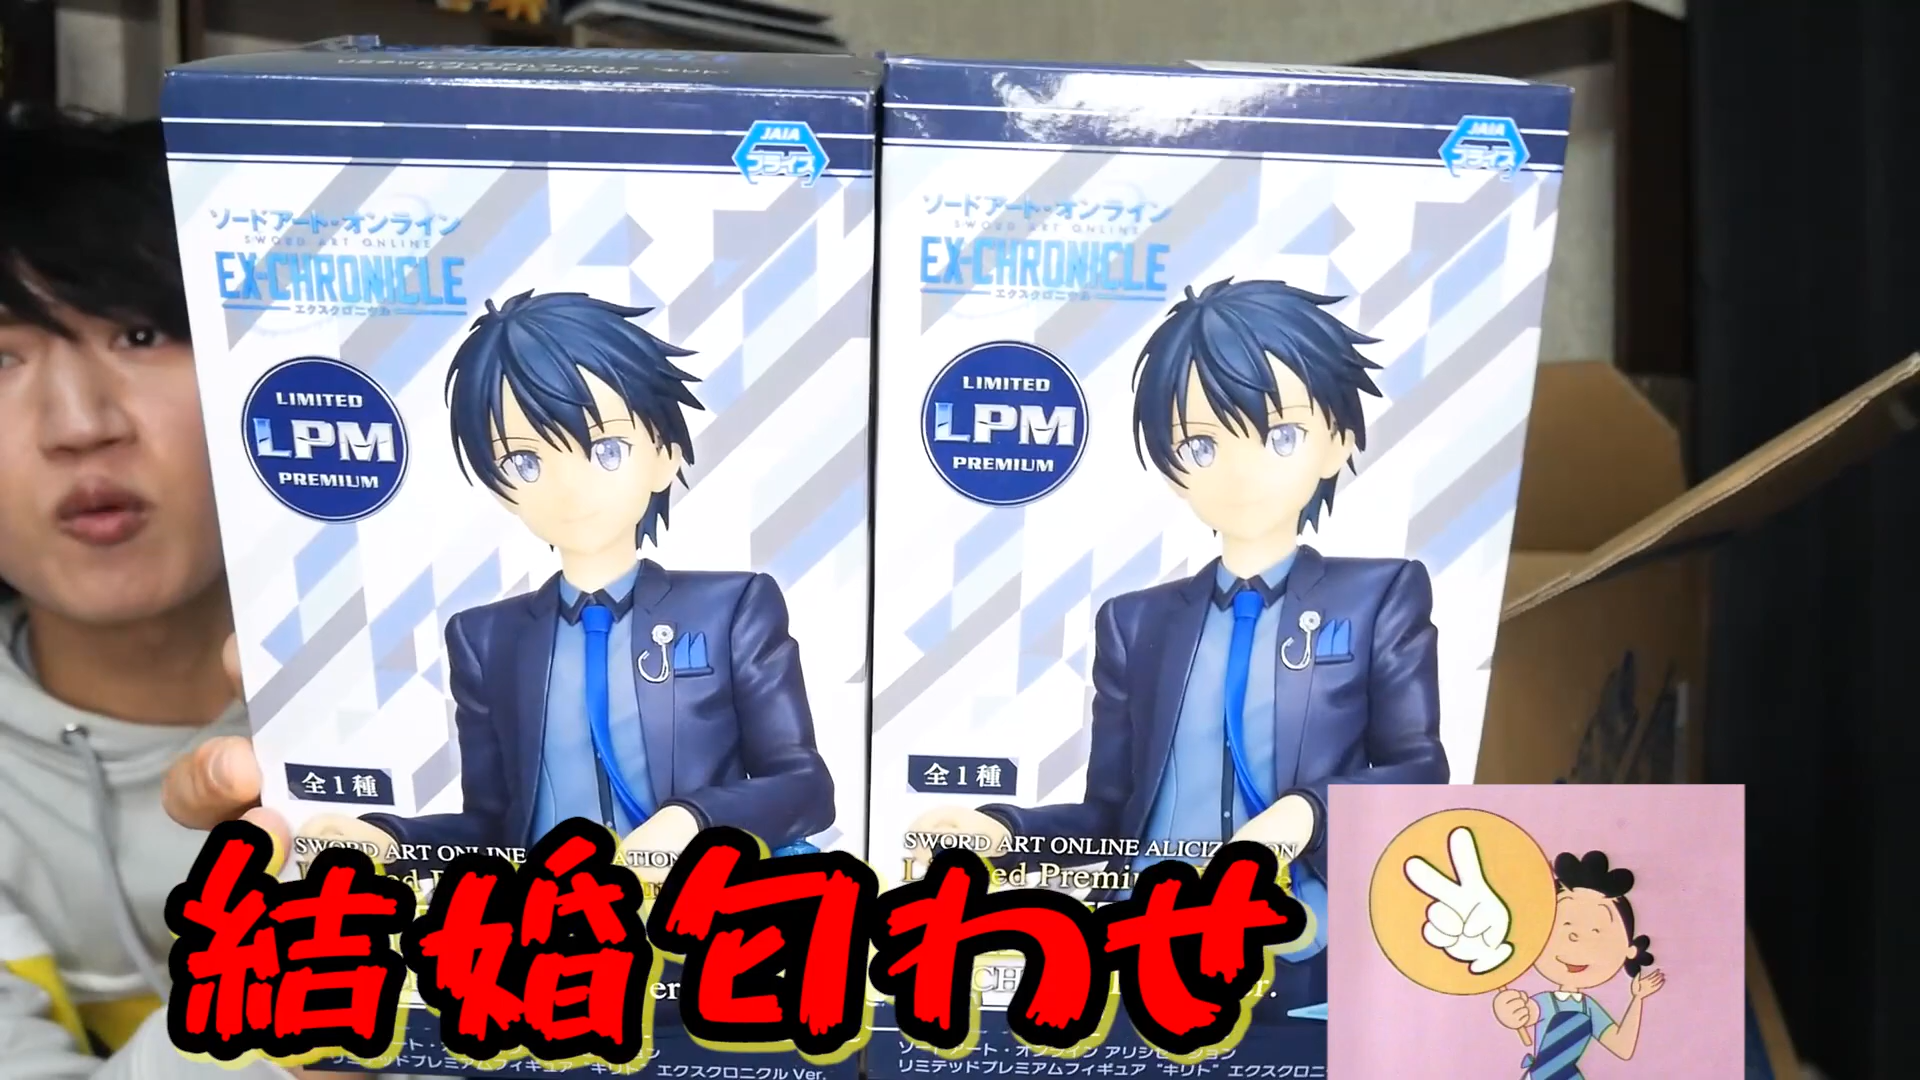 JAIA
プライズ
ソードアート・オンライン
SWORD ART ONLINE
EX-CHRONICLE
エクスクロニクル
LIMITED
LPM
PREMIUM
全1種
SWORD ART ONLINE
リミテッドプレミアムフィギュア “キリト” エクスクロニクル Ver.
JAIA
プライズ
ソードアート・オンライン
SWORD ART ONLINE
EX-CHRONICLE
エクスクロニクル
LIMITED
LPM
PREMIUM
全1種
SWORD ART ONLINE
ソードアート・オンライン アリシゼーション
リミテッドプレミアムフィギュア “キリト” エクスクロニ
結婚匂わせ